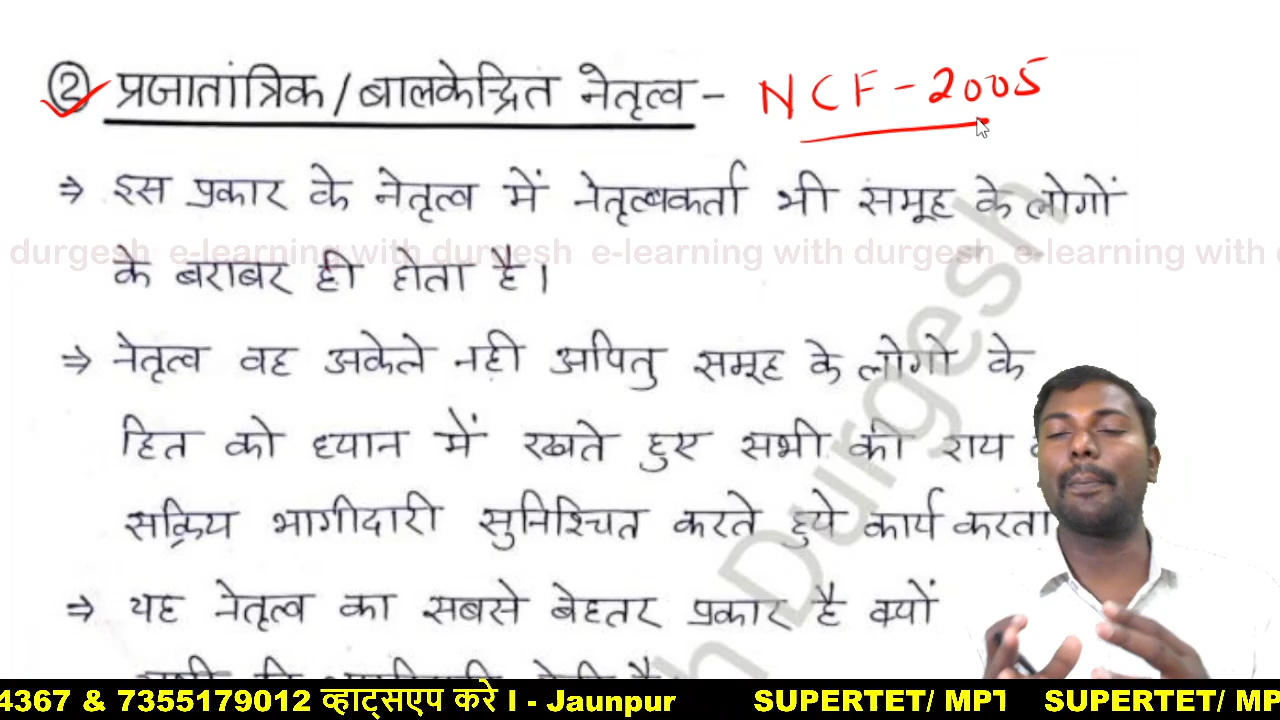 ② प्रजातांत्रिक / बालकेन्द्रित नेतृत्व - NCF - 2005
⇒ इस प्रकार के नेतृत्व में नेतृत्वकर्ता भी समूह के लोगों
durgesh e-learning with durgesh e-learning with durgesh e-learning with
के बराबर ही होता है।
⇒ नेतृत्व वह अकेले नही अपितु समूह के लोगो के
हित को ध्यान में रखते हुए सभी की राय
सक्रिय भागीदारी सुनिश्चित करते हुये कार्य करता
⇒ यह नेतृत्व का सबसे बेहतर प्रकार है क्यों
Durgesh
4367 & 7355179012 व्हाट्सएप करे I - Jaunpur SUPERTET/ MPT SUPERTET/ MP